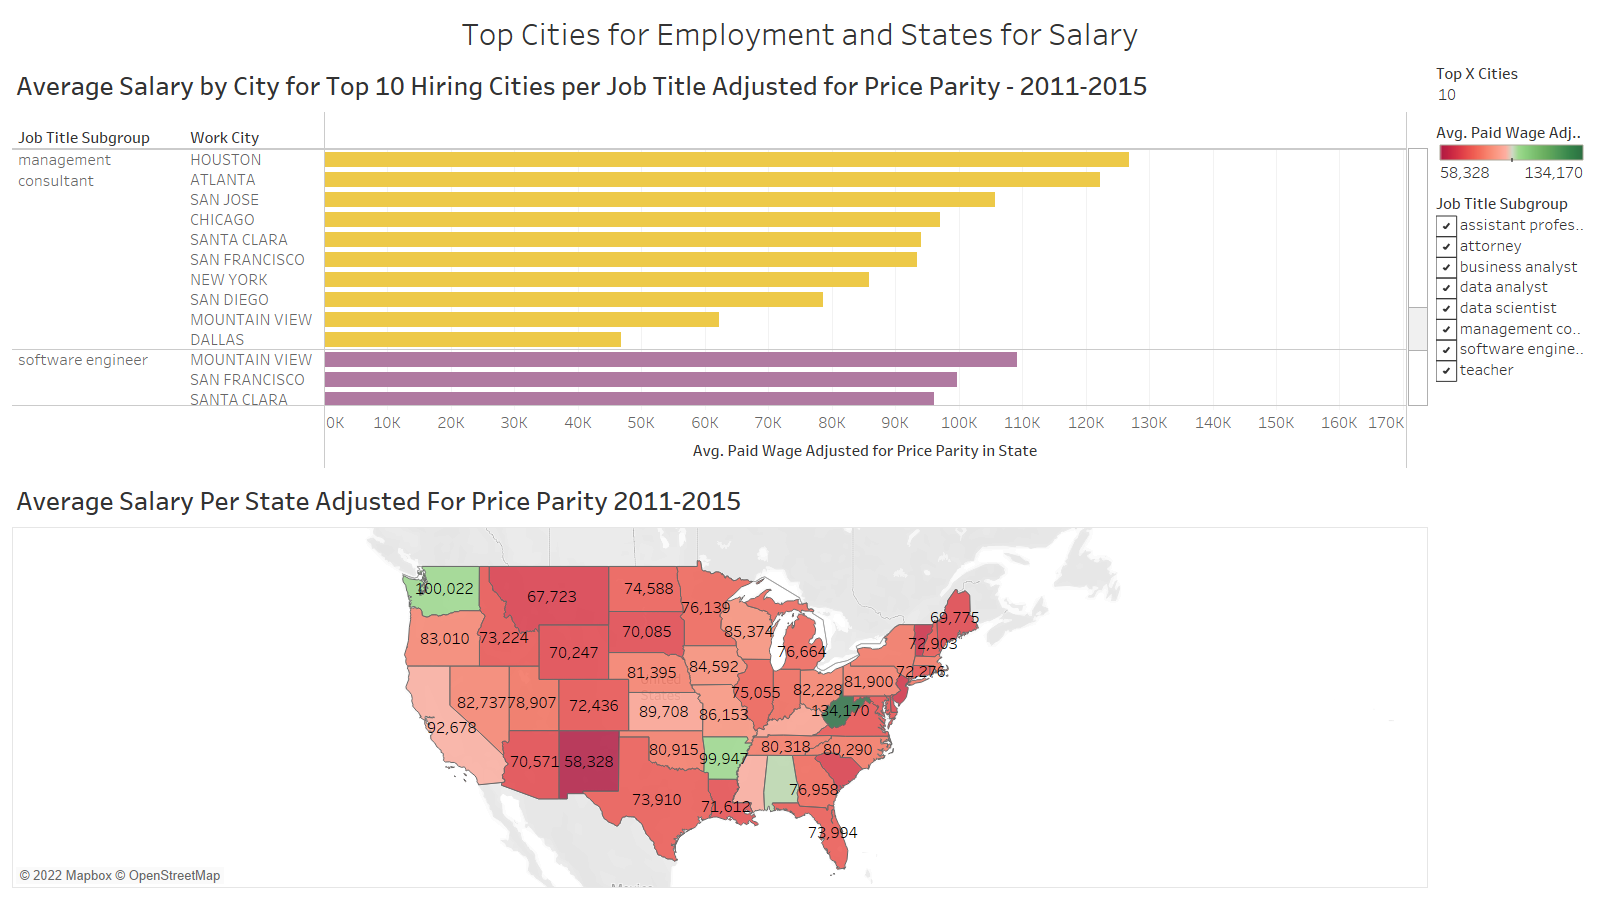 Top Cities for Employment and States for Salary
Average Salary by City for Top 10 Hiring Cities per Job Title Adjusted for Price Parity - 2011-2015
Job Title Subgroup Work City
management consultant
HOUSTON
ATLANTA
SAN JOSE
CHICAGO
SANTA CLARA
SAN FRANCISCO
NEW YORK
SAN DIEGO
MOUNTAIN VIEW
DALLAS
software engineer
MOUNTAIN VIEW
SAN FRANCISCO
SANTA CLARA
0K 10K 20K 30K 40K 50K 60K 70K 80K 90K 100K 110K 120K 130K 140K 150K 160K 170K
Avg. Paid Wage Adjusted for Price Parity in State
Top X Cities
10
Avg. Paid Wage Adj..
58,328 134,170
Job Title Subgroup
assistant profes..
attorney
business analyst
data analyst
data scientist
management co..
software engine..
teacher
Average Salary Per State Adjusted For Price Parity 2011-2015
100,022
67,723
74,588
76,139
69,775
83,010
73,224
70,085
85,374
72,903
70,247
76,664
81,395
84,592
72,276
81,900
82,737
78,907
72,436
75,055
82,228
89,708
86,153
134,170
92,678
80,915
80,318
80,290
70,571
58,328
99,947
73,910
71,612
76,958
73,994
United
States
© 2022 Mapbox © OpenStreetMap